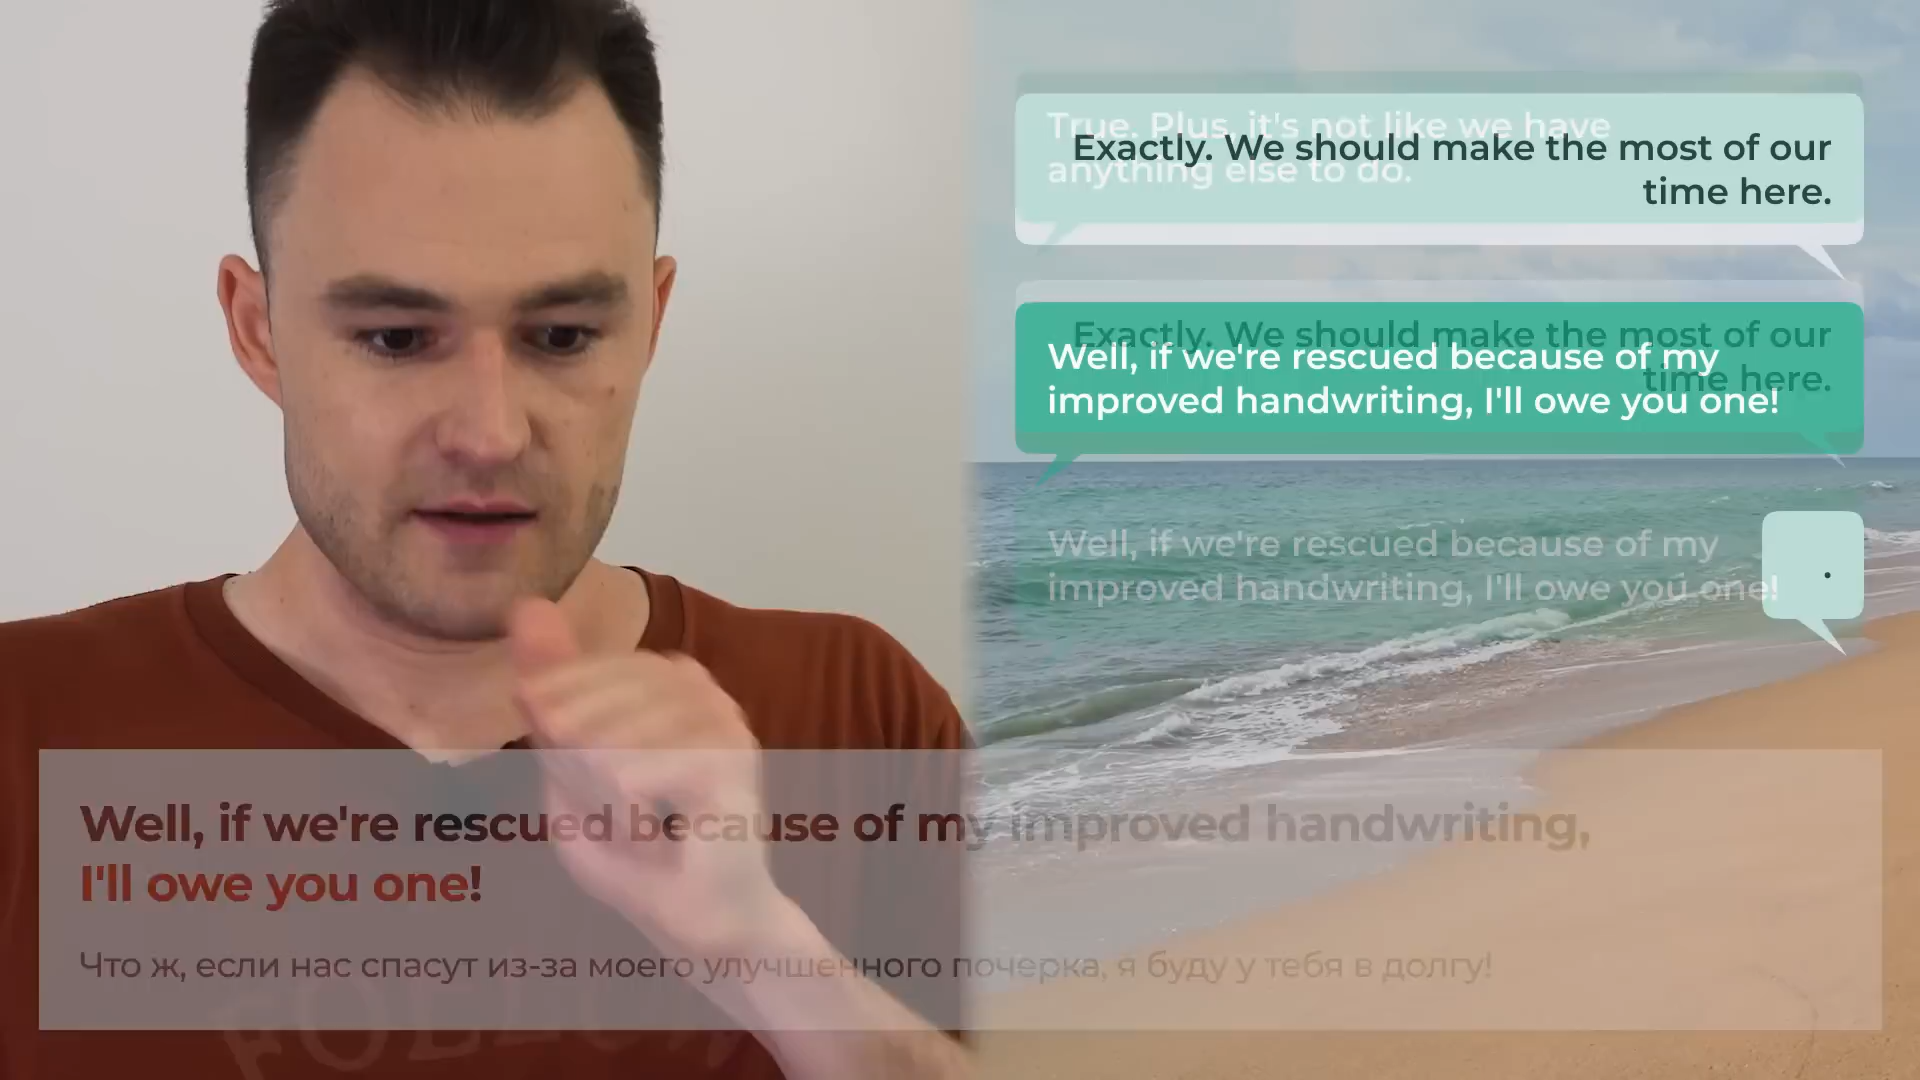 True. Plus, it's not like we have
anything else to do.
Exactly. We should make the most of our
time here.
Exactly. We should make the most of our
time here.
Well, if we're rescued because of my
improved handwriting, I'll owe you one!
Well, if we're rescued because of my
improved handwriting, I'll owe you one!
.
Well, if we're rescued because of my improved handwriting,
I'll owe you one!
Что ж, если нас спасут из-за моего улучшенного почерка, я буду у тебя в долгу!